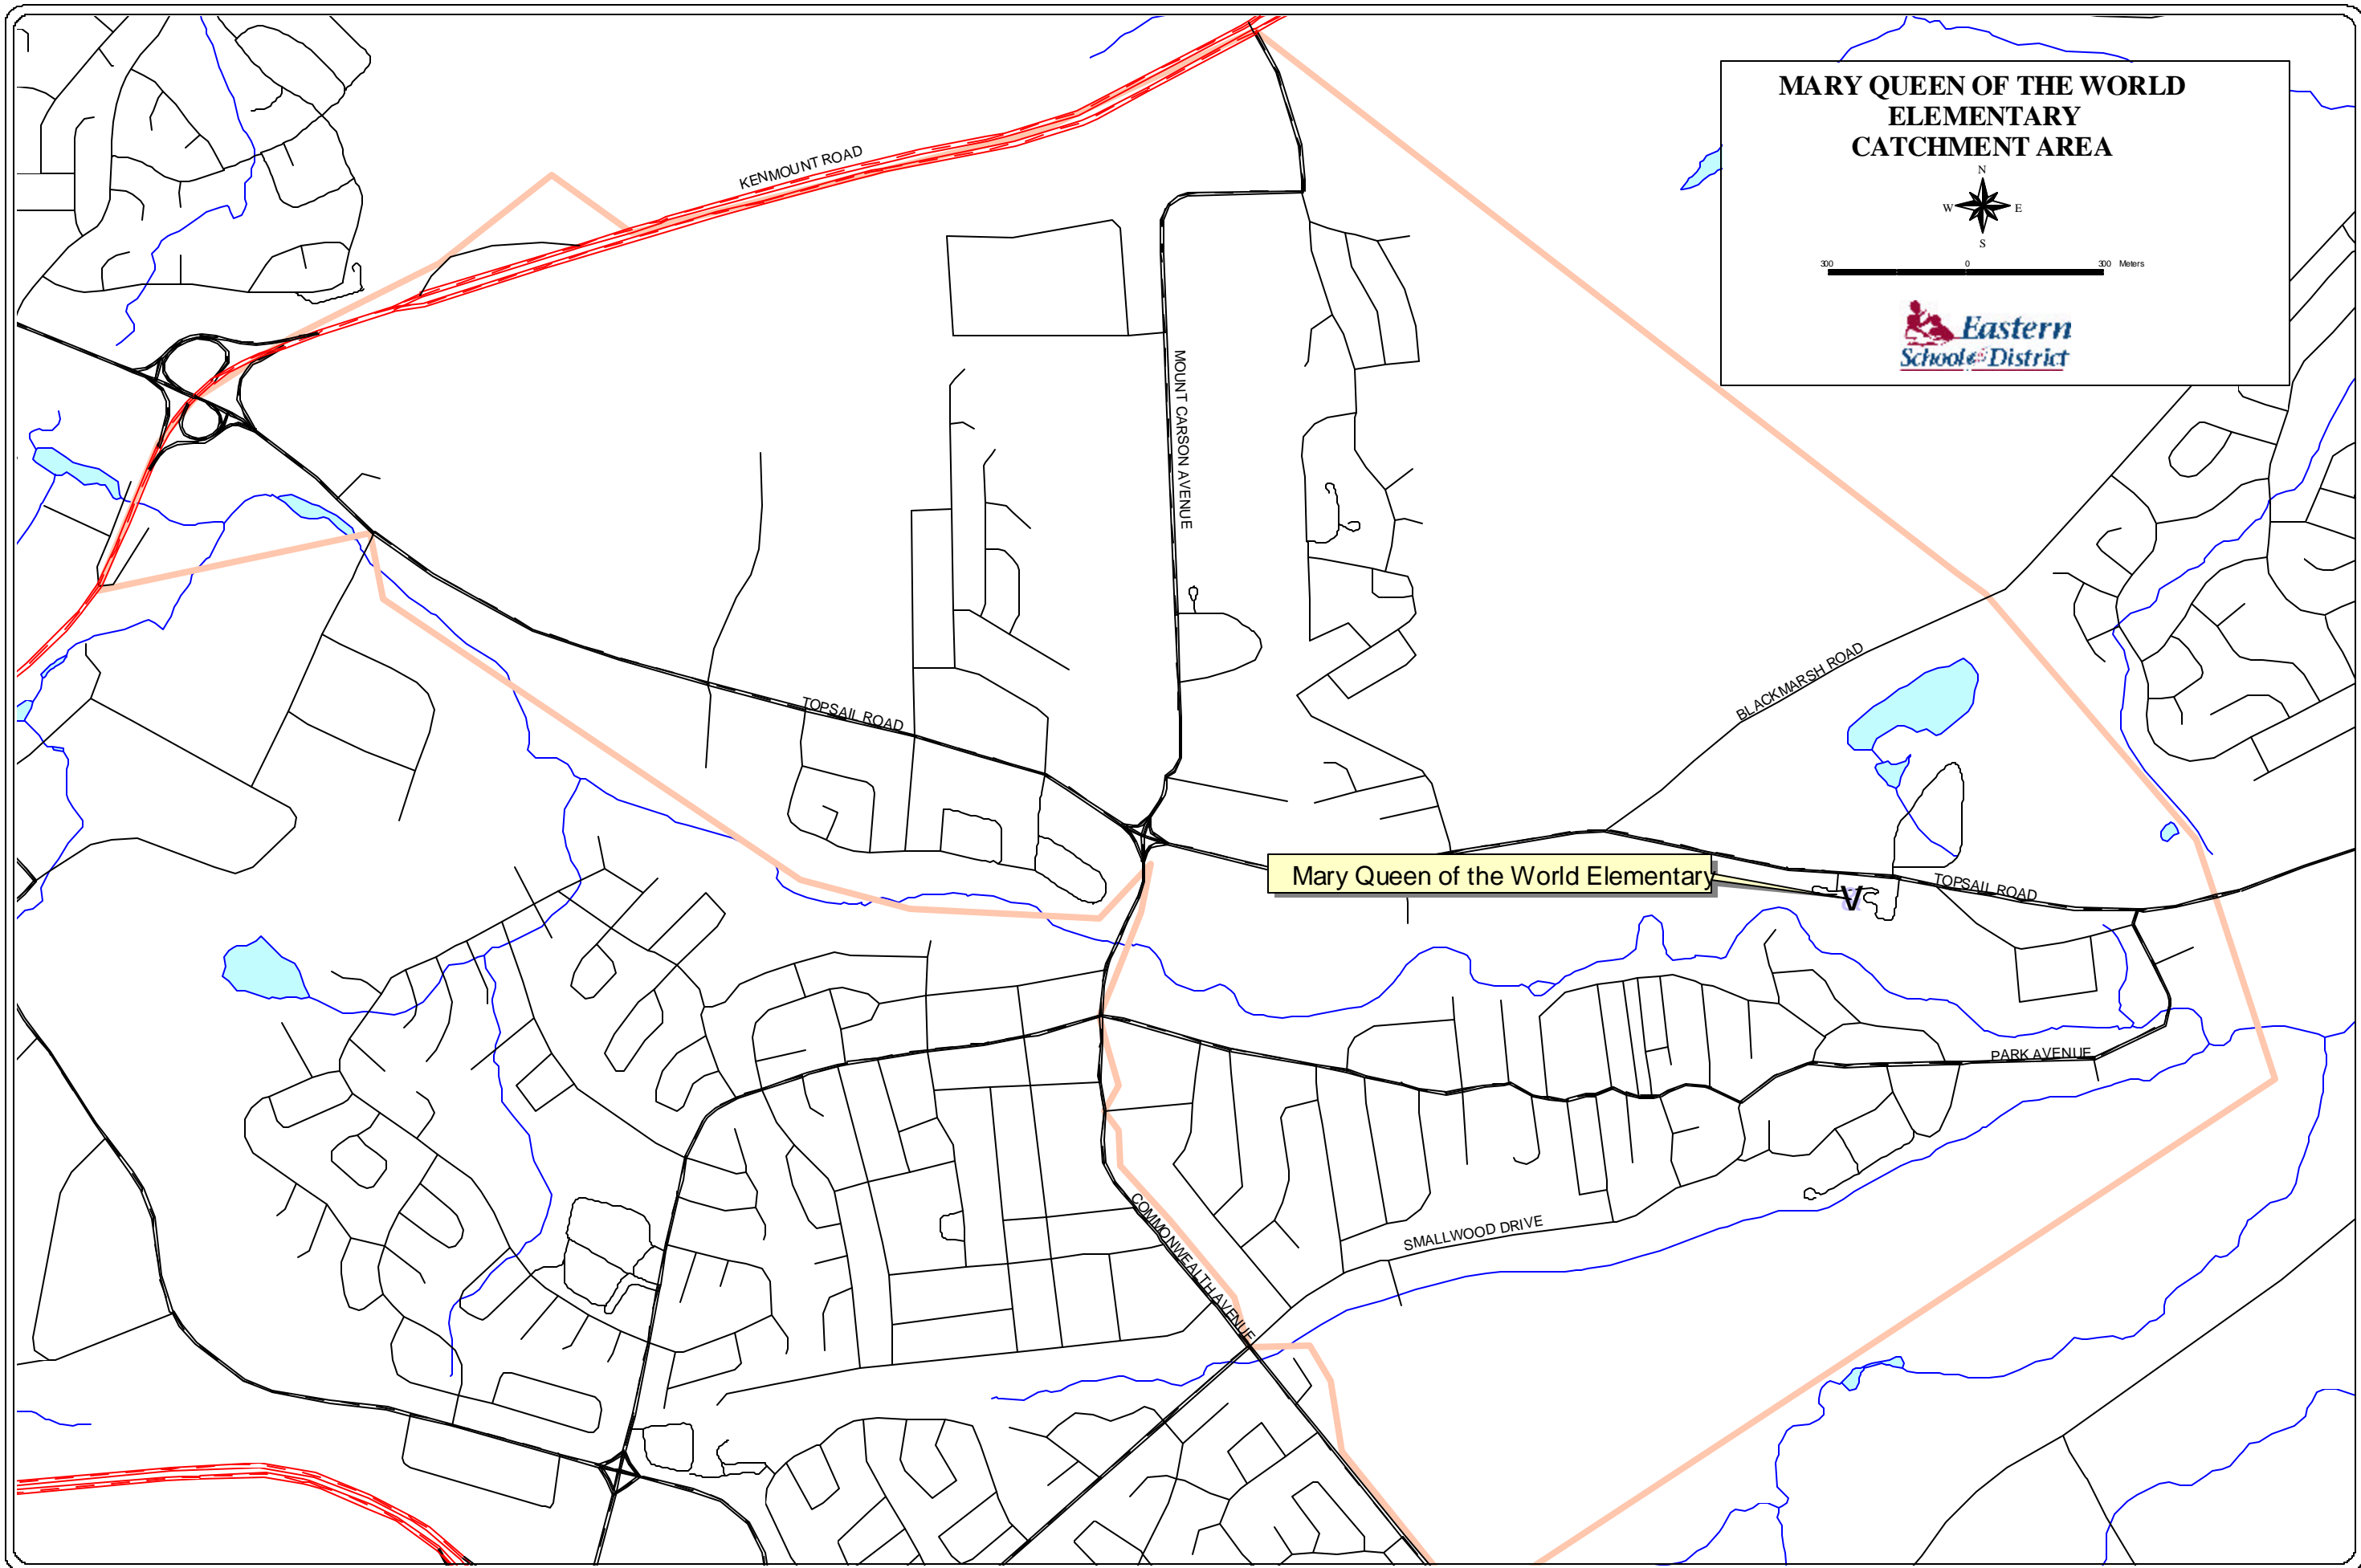 MARY QUEEN OF THE WORLD
ELEMENTARY
CATCHMENT AREA
N
W E
S
300 0 300 Meters
Eastern
School District
KENMOUNT ROAD
MOUNT CARSON AVENUE
BLACKMARSH ROAD
TOPSAIL ROAD
Mary Queen of the World Elementary
V
TOPSAIL ROAD
PARK AVENUE
COMMONWEALTH AVENUE
SMALLWOOD DRIVE